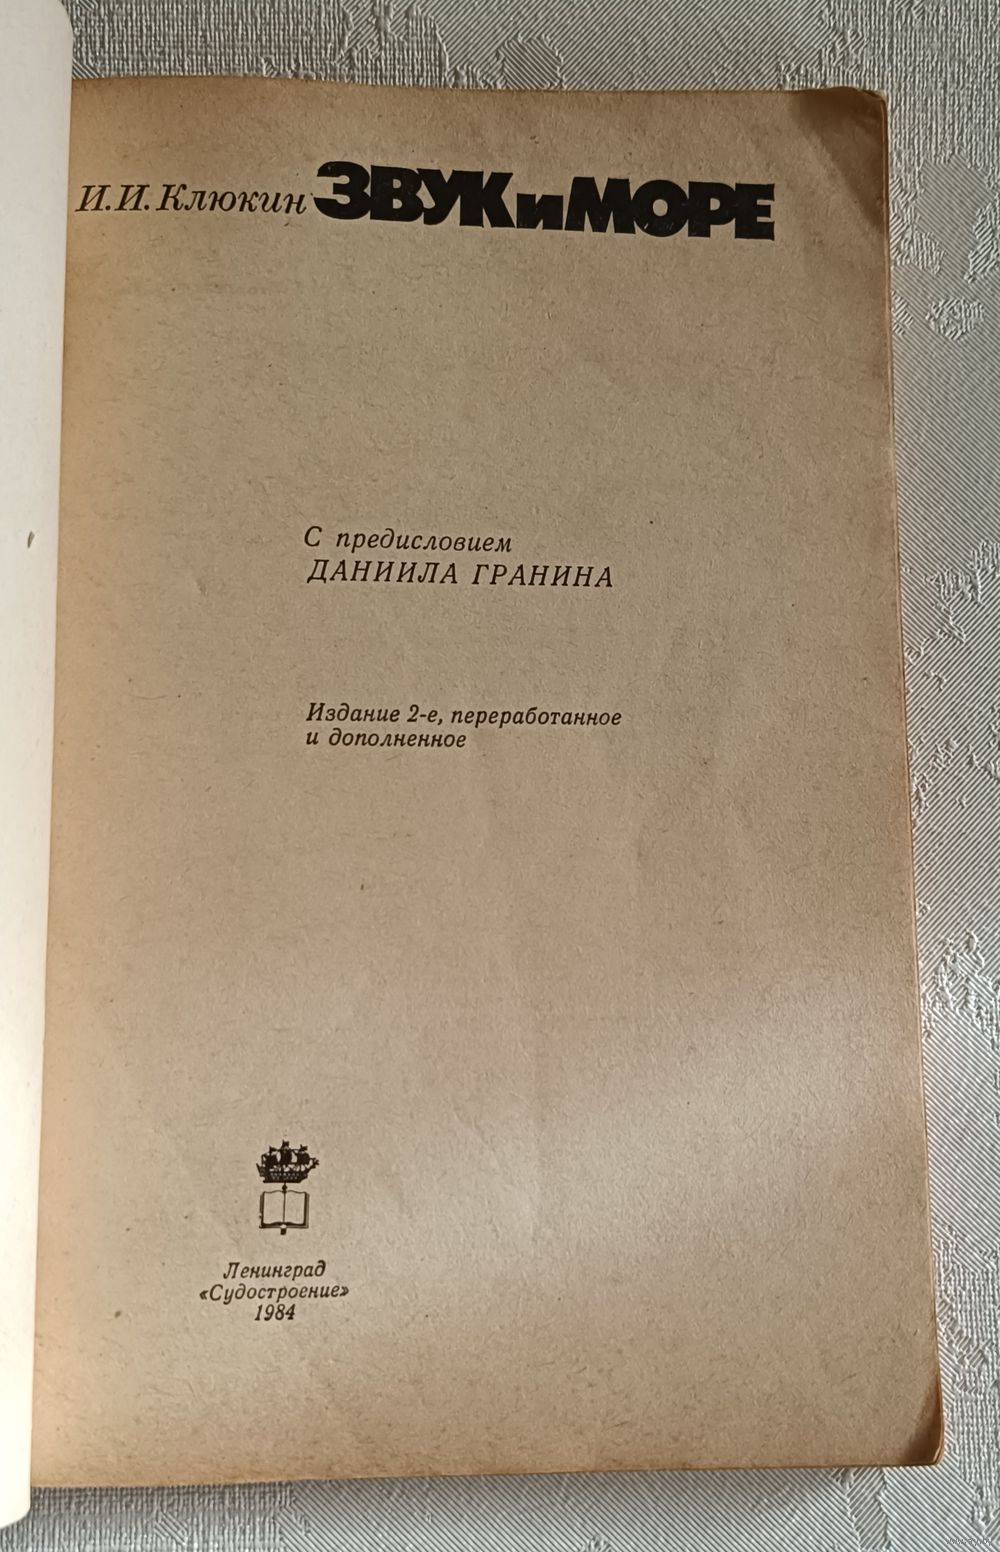 И.И. Клюкин ЗВУК и МОРЕ
С предисловием
ДАНИИЛА ГРАНИНА
Издание 2-е, переработанное
и дополненное
Ленинград
«Судостроение»
1984